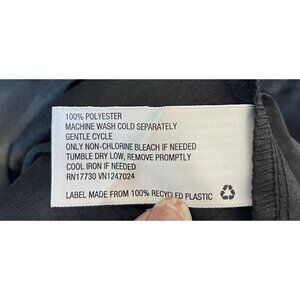 100% POLYESTER
MACHINE WASH COLD SEPARATELY
GENTLE CYCLE
ONLY NON-CHLORINE BLEACH IF NEEDED
TUMBLE DRY LOW, REMOVE PROMPTLY
COOL IRON IF NEEDED
RN17730 VN1247024
LABEL MADE FROM 100% RECYCLED PLASTIC